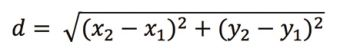 d = √((x₂ − x₁)² + (y₂ − y₁)²)